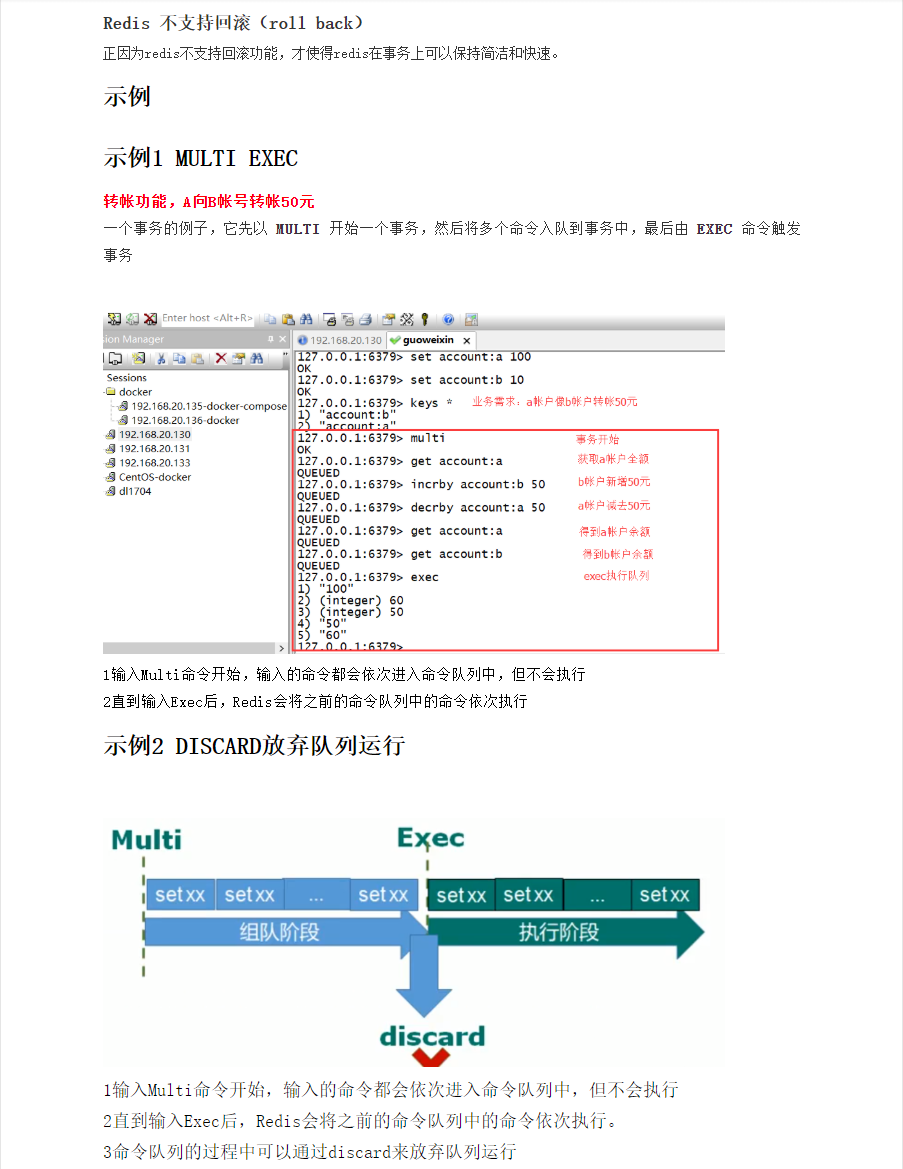 Redis 不支持回滚（roll back）
正因为redis不支持回滚功能，才使得redis在事务上可以保持简洁和快速。
示例
示例1 MULTI EXEC
转帐功能，A向B帐号转帐50元
一个事务的例子，它先以 MULTI 开始一个事务，然后将多个命令入队到事务中，最后由 EXEC 命令触发
事务
Enter host <Alt+R>
sion Manager
192.168.20.130
guoweixin
Sessions
docker
192.168.20.135-docker-compose
192.168.20.136-docker
192.168.20.130
192.168.20.131
192.168.20.133
CentOS-docker
dl1704
127.0.0.1:6379> set account:a 100
OK
127.0.0.1:6379> set account:b 10
OK
127.0.0.1:6379> keys * 业务需求：a帐户像b帐户转帐50元
1) "account:b"
2) "account:a"
127.0.0.1:6379> multi 事务开始
OK
127.0.0.1:6379> get account:a 获取a帐户金额
QUEUED
127.0.0.1:6379> incrby account:b 50 b帐户新增50元
QUEUED
127.0.0.1:6379> decrby account:a 50 a帐户减去50元
QUEUED
127.0.0.1:6379> get account:a 得到a帐户余额
QUEUED
127.0.0.1:6379> get account:b 得到b帐户余额
QUEUED
127.0.0.1:6379> exec exec执行队列
1) "100"
2) (integer) 60
3) (integer) 50
4) "50"
5) "60"
127.0.0.1:6379>
1输入Multi命令开始，输入的命令都会依次进入命令队列中，但不会执行
2直到输入Exec后，Redis会将之前的命令队列中的命令依次执行
示例2 DISCARD放弃队列运行
Multi Exec
set xx set xx ... set xx set xx set xx ... set xx
组队阶段 执行阶段
discard
1输入Multi命令开始，输入的命令都会依次进入命令队列中，但不会执行
2直到输入Exec后，Redis会将之前的命令队列中的命令依次执行。
3命令队列的过程中可以通过discard来放弃队列运行